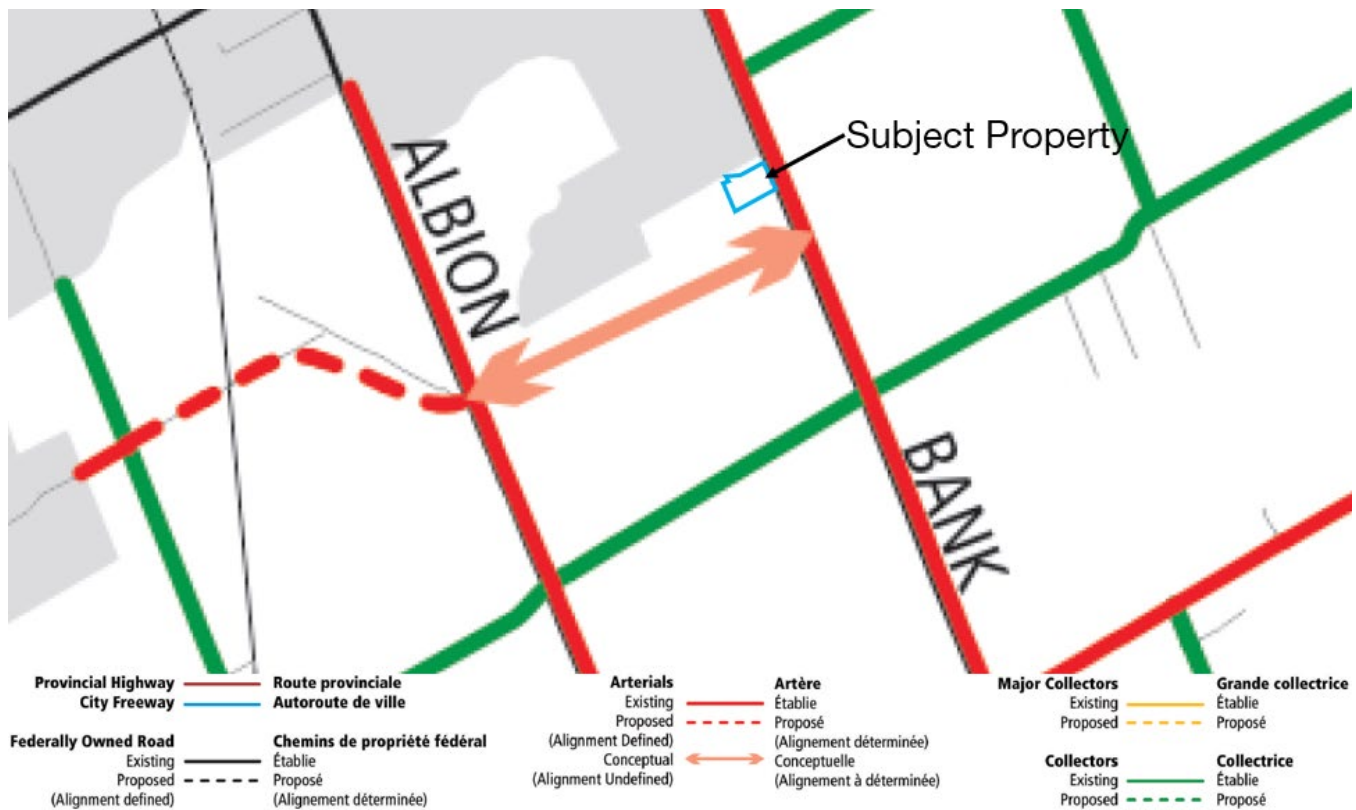 Subject Property
ALBION
BANK
Provincial Highway Route provinciale
City Freeway Autoroute de ville
Federally Owned Road Chemins de propriété fédéral
Existing Établie
Proposed Proposé
(Alignment defined) (Alignement déterminée)
Arterials Artère
Existing Établie
Proposed Proposé
(Alignment Defined) (Alignement déterminée)
Conceptual Conceptuelle
(Alignment Undefined) (Alignement à déterminée)
Major Collectors Grande collectrice
Existing Établie
Proposed Proposé
Collectors Collectrice
Existing Établie
Proposed Proposé